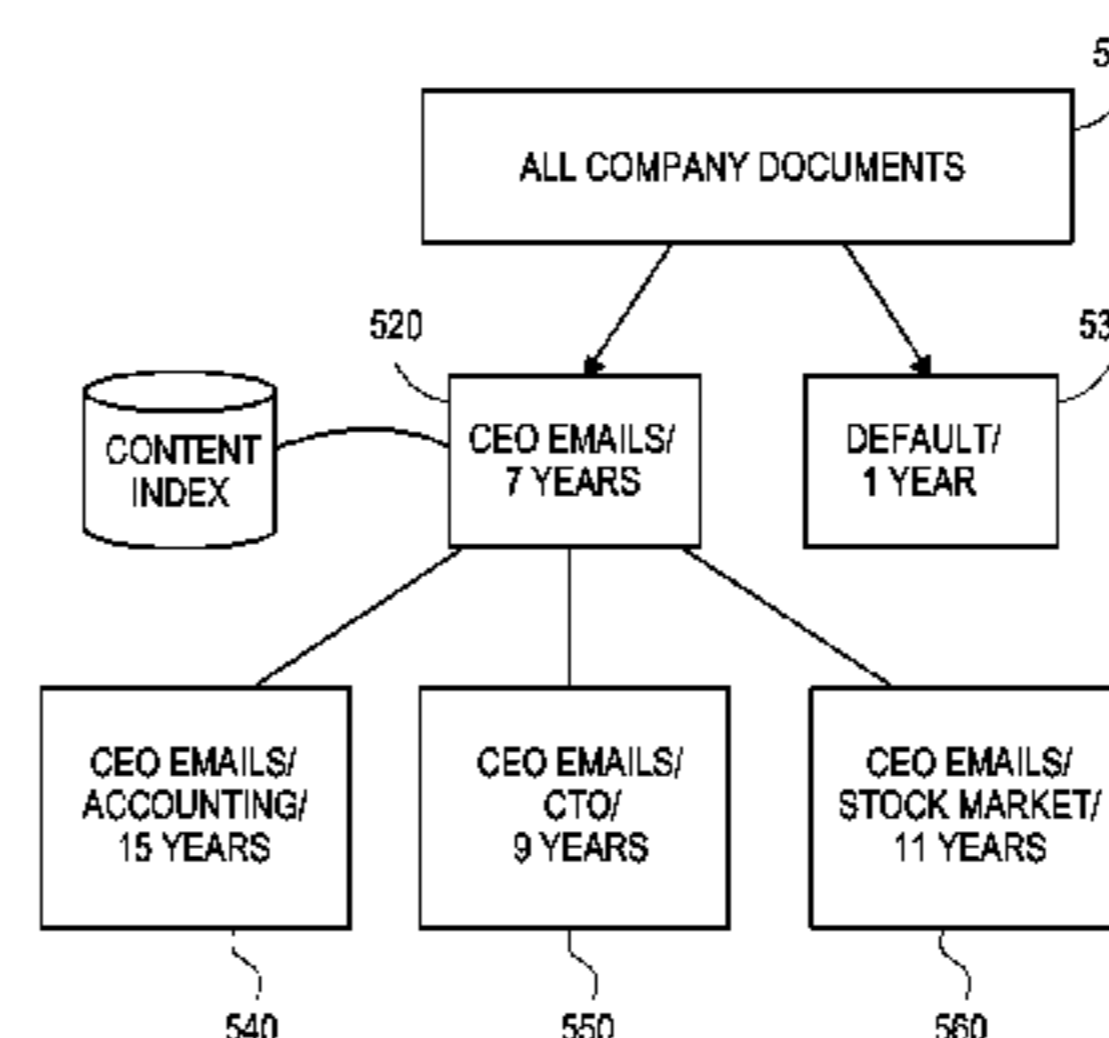 ALL COMPANY DOCUMENTS
520
CONTENT
INDEX
CEO EMAILS/
7 YEARS
DEFAULT/
1 YEAR
CEO EMAILS/
ACCOUNTING/
15 YEARS
CEO EMAILS/
CTO/
9 YEARS
CEO EMAILS/
STOCK MARKET/
11 YEARS
540
550
560